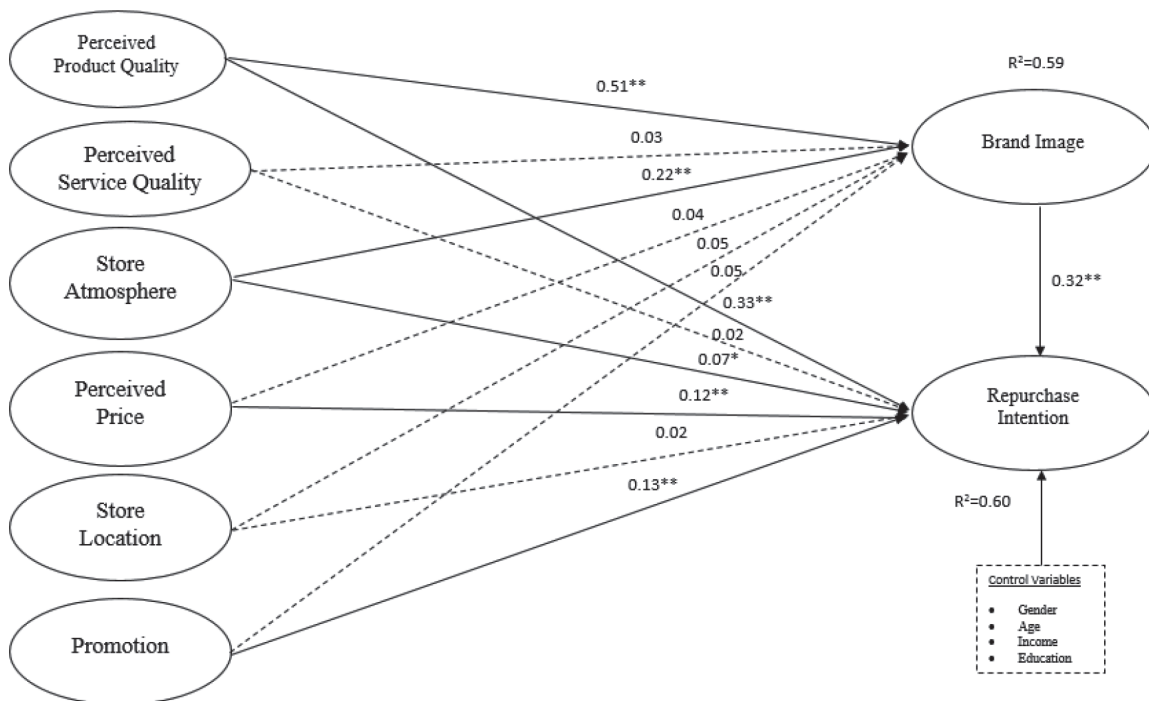 Perceived
Product Quality
R²=0.59
0.51**
Perceived
Service Quality
0.03
Brand Image
0.22**
0.04
Store
Atmosphere
0.05
0.05
0.32**
0.33**
0.02
0.07*
Perceived
Price
0.12**
Repurchase
Intention
0.02
0.13**
Store
Location
R²=0.60
Control Variables
• Gender
• Age
• Income
• Education
Promotion